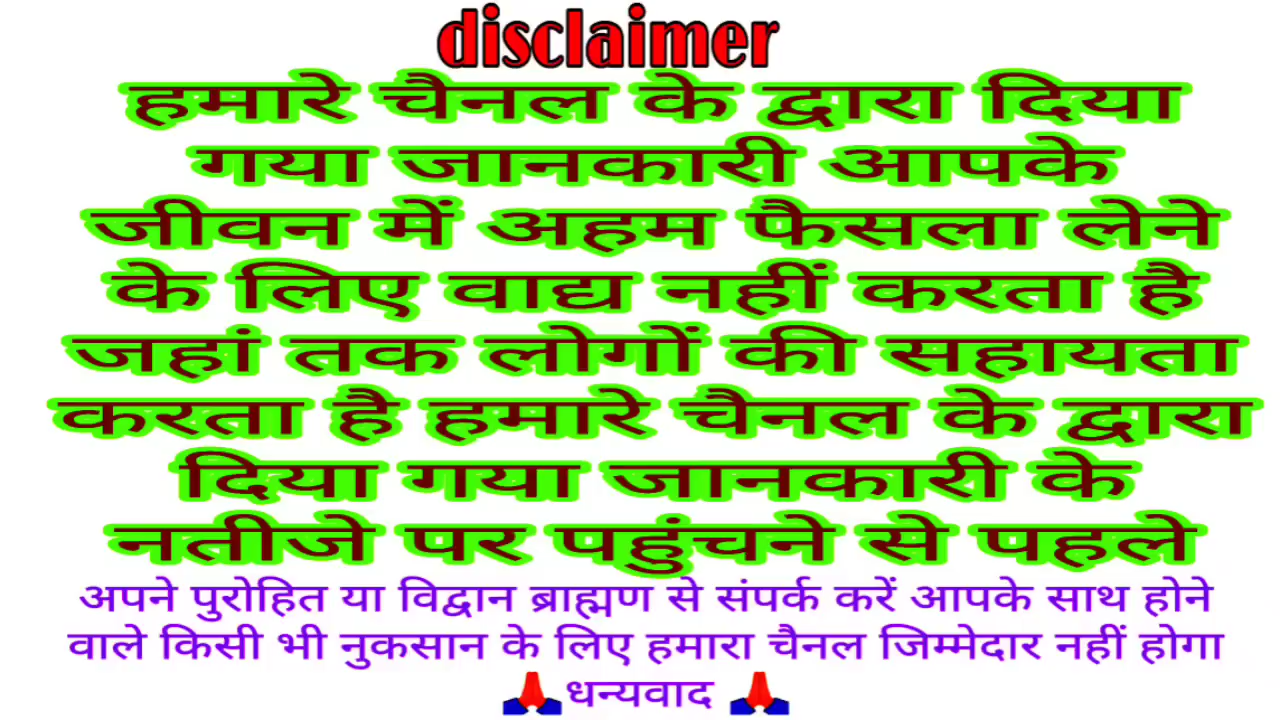 disclaimer
हमारे चैनल के द्वारा दिया
गया जानकारी आपके
जीवन में अहम फैसला लेने
के लिए वाद्य नहीं करता है
जहां तक लोगों की सहायता
करता है हमारे चैनल के द्वारा
दिया गया जानकारी के
नतीजे पर पहुंचने से पहले
अपने पुरोहित या विद्वान ब्राह्मण से संपर्क करें आपके साथ होने
वाले किसी भी नुकसान के लिए हमारा चैनल जिम्मेदार नहीं होगा
🙏धन्यवाद 🙏